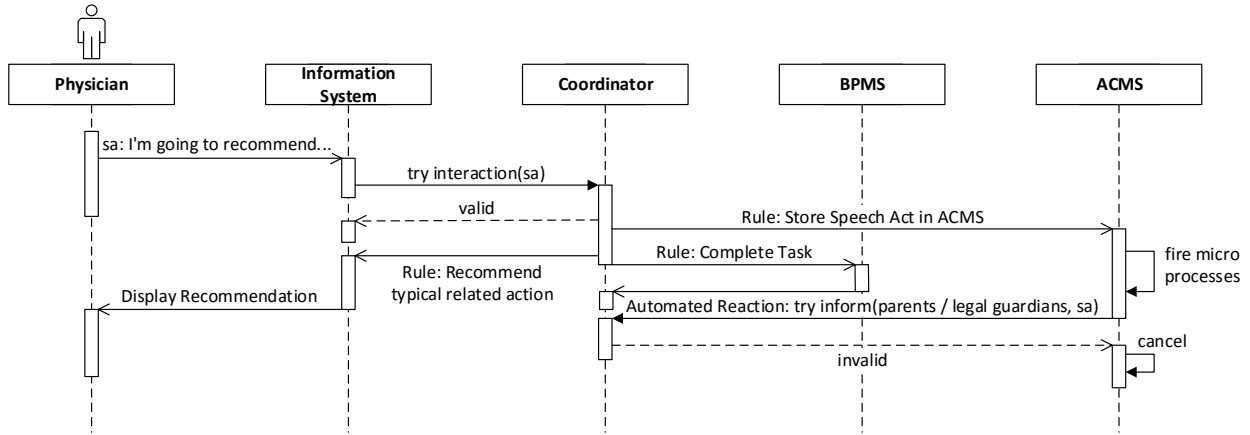 Physician
Information
System
Coordinator
BPMS
ACMS
sa: I'm going to recommend...
try interaction(sa)
valid
Rule: Store Speech Act in ACMS
Rule: Complete Task
fire micro
processes
Rule: Recommend
typical related action
Display Recommendation
Automated Reaction: try inform(parents / legal guardians, sa)
invalid
cancel